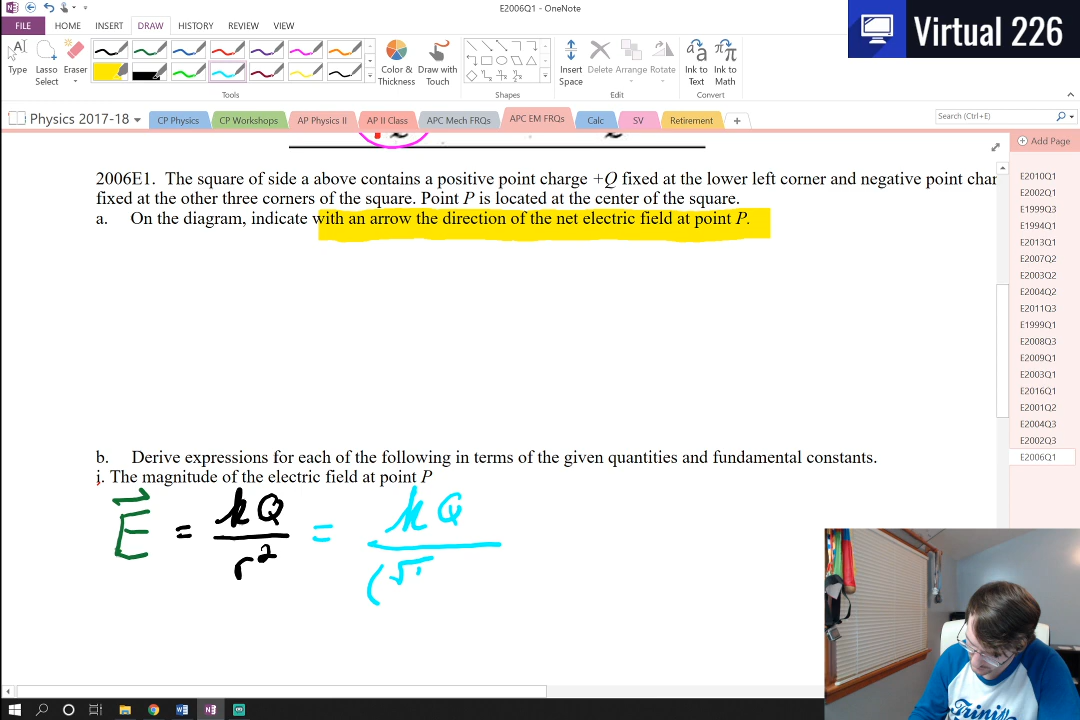 E2006Q1 - OneNote
Virtual 226
FILE HOME INSERT DRAW HISTORY REVIEW VIEW
Type Lasso Select Eraser
Color & Thickness Draw with Touch
Insert Space Delete Arrange Rotate
Ink to Text Ink to Math
Tools Shapes Edit Convert
Physics 2017-18 CP Physics CP Workshops AP Physics II AP II Class APC Mech FRQs APC EM FRQs Calc SV Retirement +
Search (Ctrl+E)
Add Page
2006E1. The square of side a above contains a positive point charge +Q fixed at the lower left corner and negative point char
fixed at the other three corners of the square. Point P is located at the center of the square.
a. On the diagram, indicate with an arrow the direction of the net electric field at point P.
b. Derive expressions for each of the following in terms of the given quantities and fundamental constants.
i. The magnitude of the electric field at point P
E = kQ / r² = kQ / (√
E2010Q1
E2002Q1
E1999Q3
E1994Q1
E2013Q1
E2007Q2
E2003Q2
E2004Q2
E2011Q3
E1999Q1
E2008Q3
E2009Q1
E2003Q1
E2016Q1
E2001Q2
E2004Q3
E2002Q3
E2006Q1